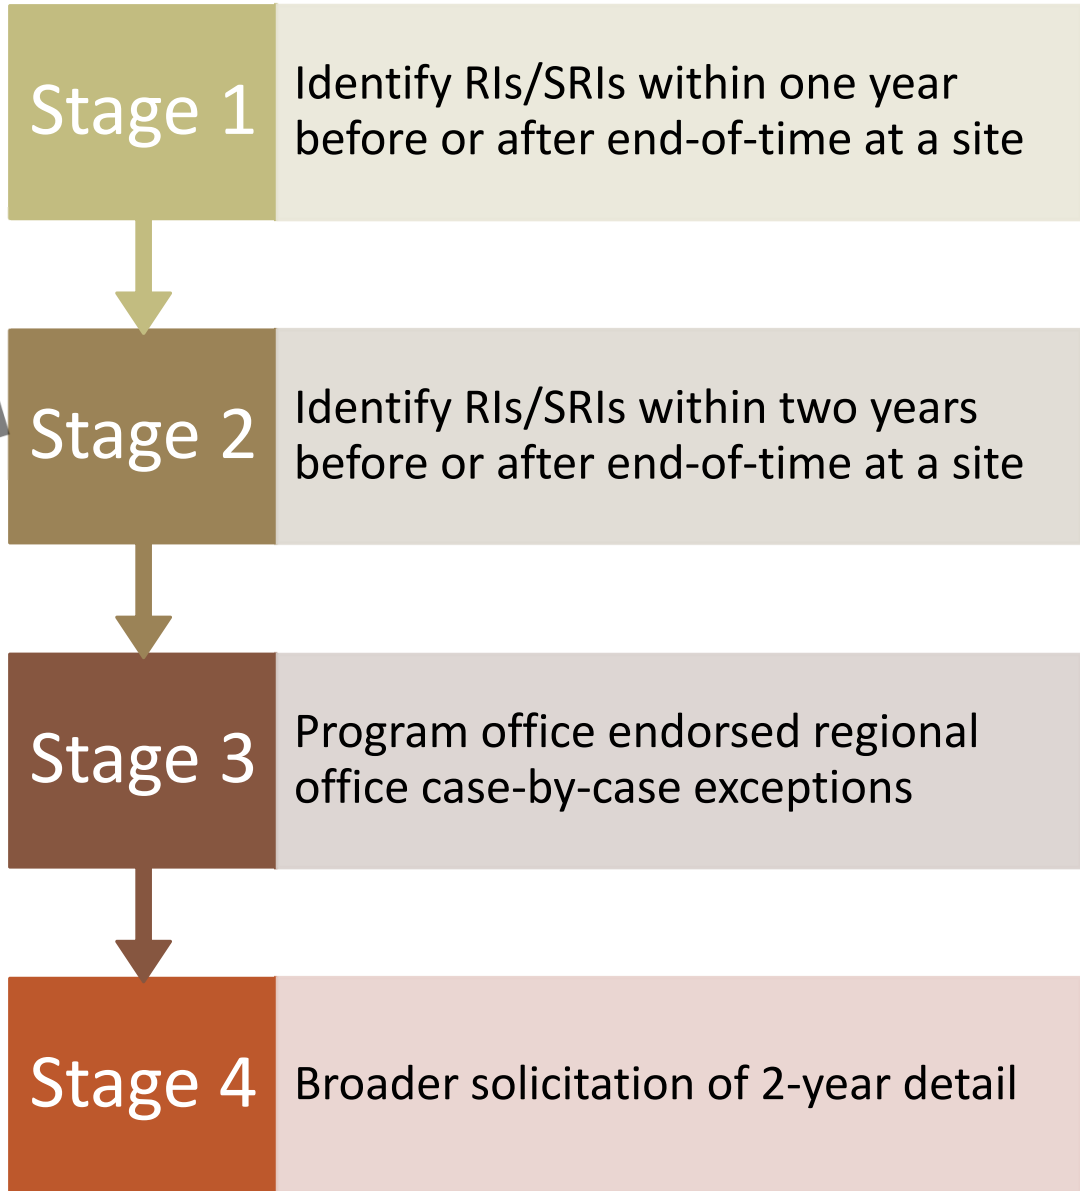 Stage 1
Identify RIs/SRIs within one year
before or after end-of-time at a site
Stage 2
Identify RIs/SRIs within two years
before or after end-of-time at a site
Stage 3
Program office endorsed regional
office case-by-case exceptions
Stage 4
Broader solicitation of 2-year detail